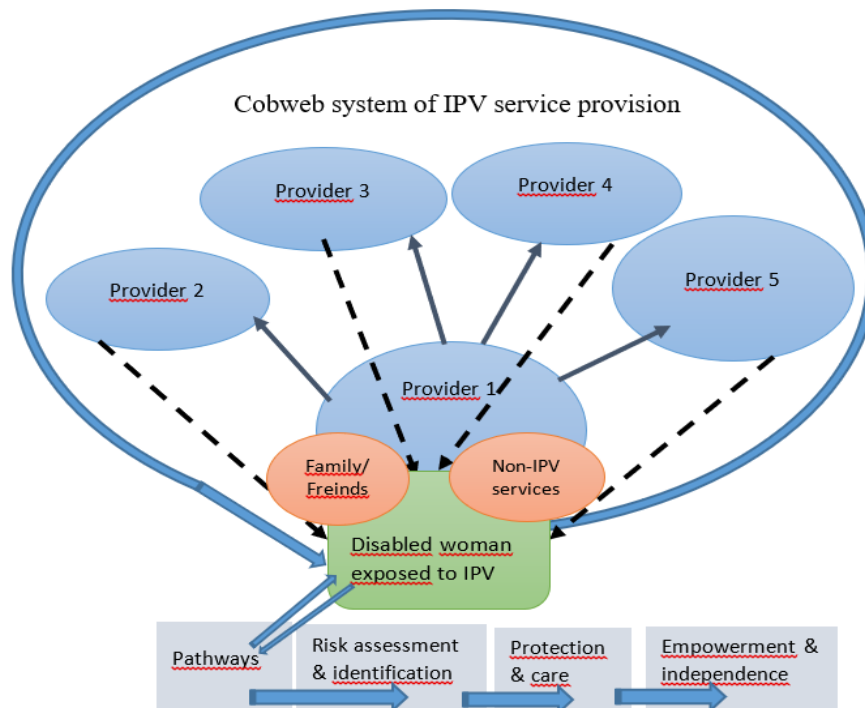 Cobweb system of IPV service provision
Provider 3
Provider 4
Provider 2
Provider 5
Provider 1
Family/
Freinds
Non-IPV
services
Disabled woman
exposed to IPV
Pathways
Risk assessment
& identification
Protection
& care
Empowerment &
independence